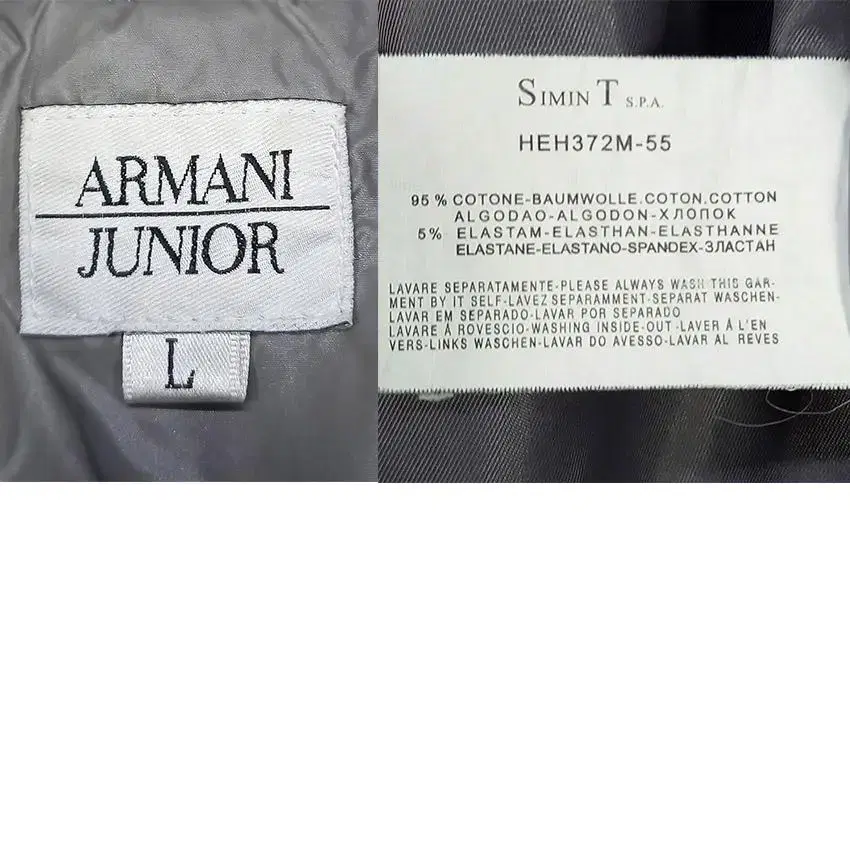 ARMANI
JUNIOR
L
SIMIN T S.P.A.
HEH372M-55
95 % COTONE-BAUMWOLLE.COTON.COTTON
ALGODAO-ALGODON-ХЛОПОК
5% ELASTAM-ELASTHAN-ELASTHANNE
ELASTANE-ELASTANO-SPANDEX-ЗЛАСТАН
LAVARE SEPARATAMENTE-PLEASE ALWAYS WASH THIS GAR-
MENT BY IT SELF-LAVEZ SEPARAMMENT-SEPARAT WASCHEN-
LAVAR EM SEPARADO-LAVAR POR SEPARADO
LAVARE À ROVESCIO-WASHING INSIDE-OUT-LAVER À L'EN
VERS-LINKS WASCHEN-LAVAR DO AVESSO-LAVAR AL REVES